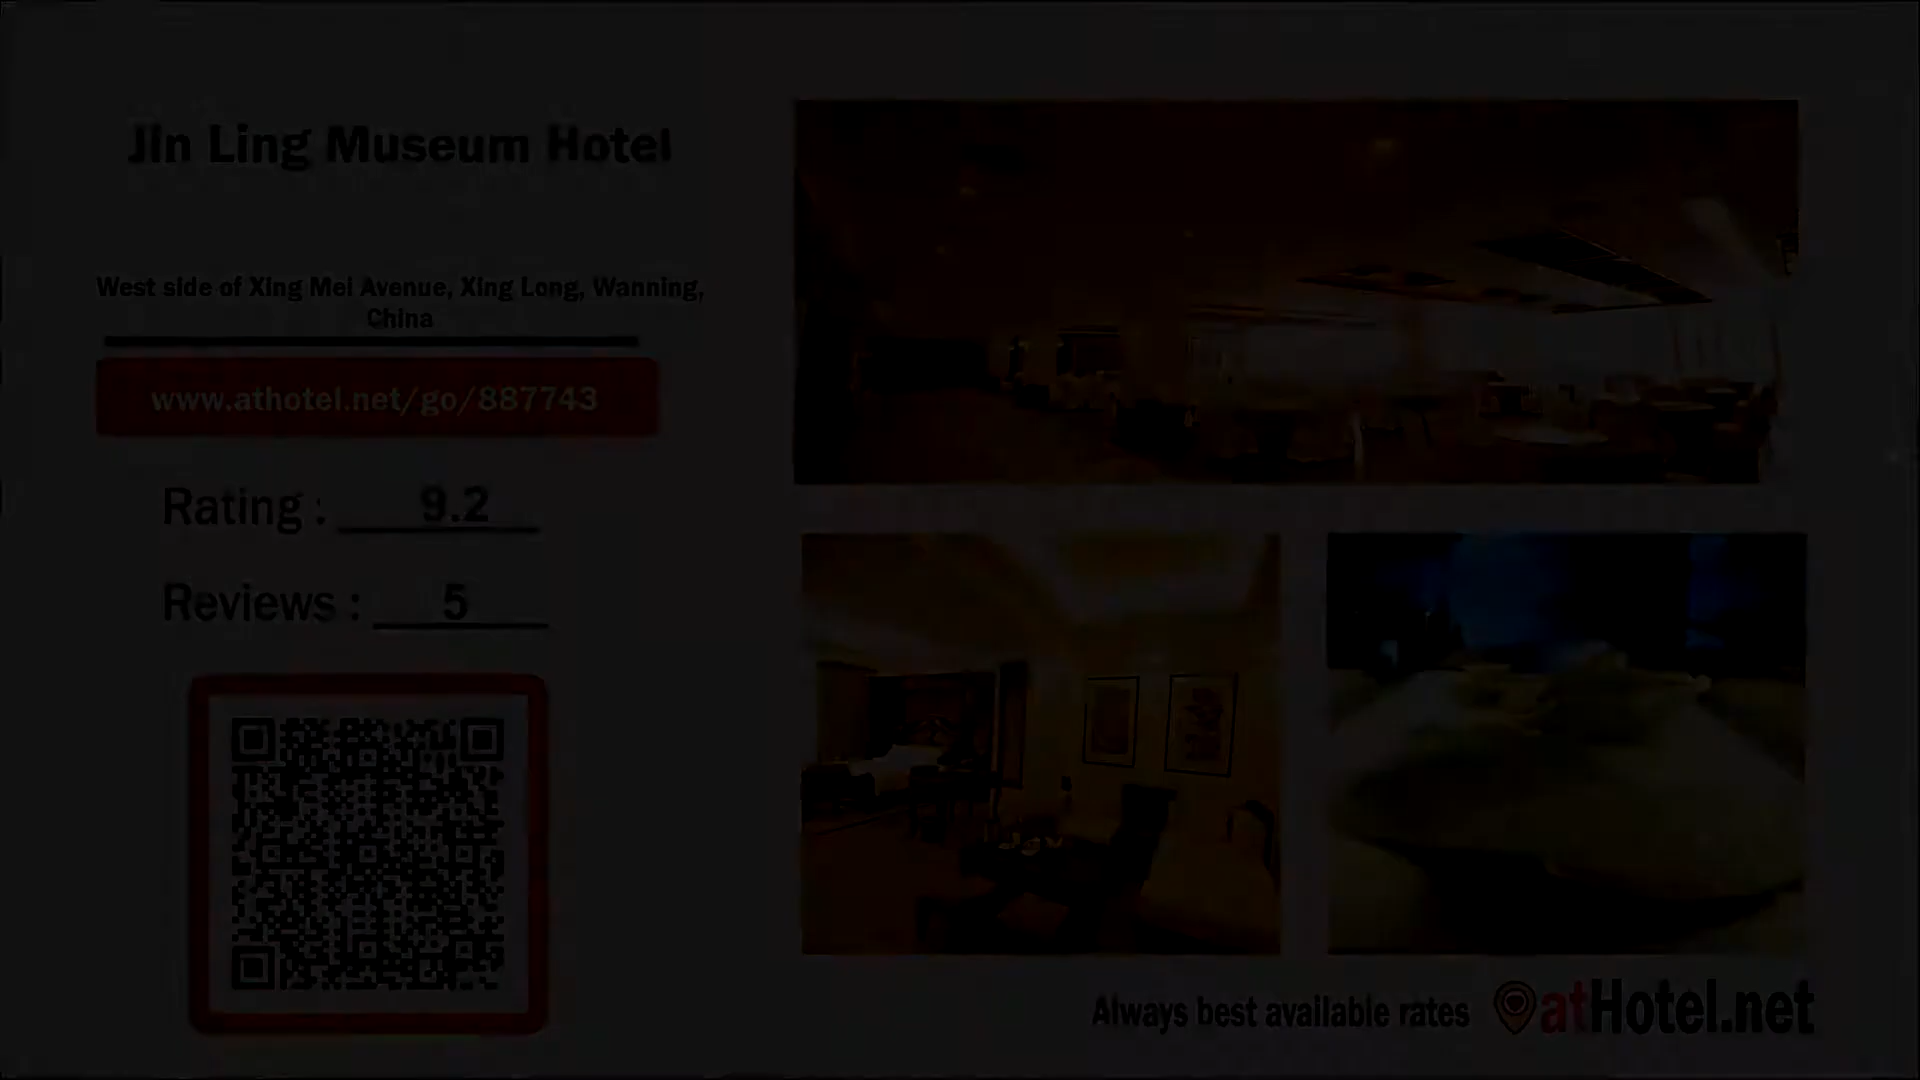 Jin Ling Museum Hotel
West side of Xing Mei Avenue, Xing Long, Wanning,
China
www.athotel.net/go/887743
Rating : 9.2
Reviews : 5
Always best available rates atHotel.net